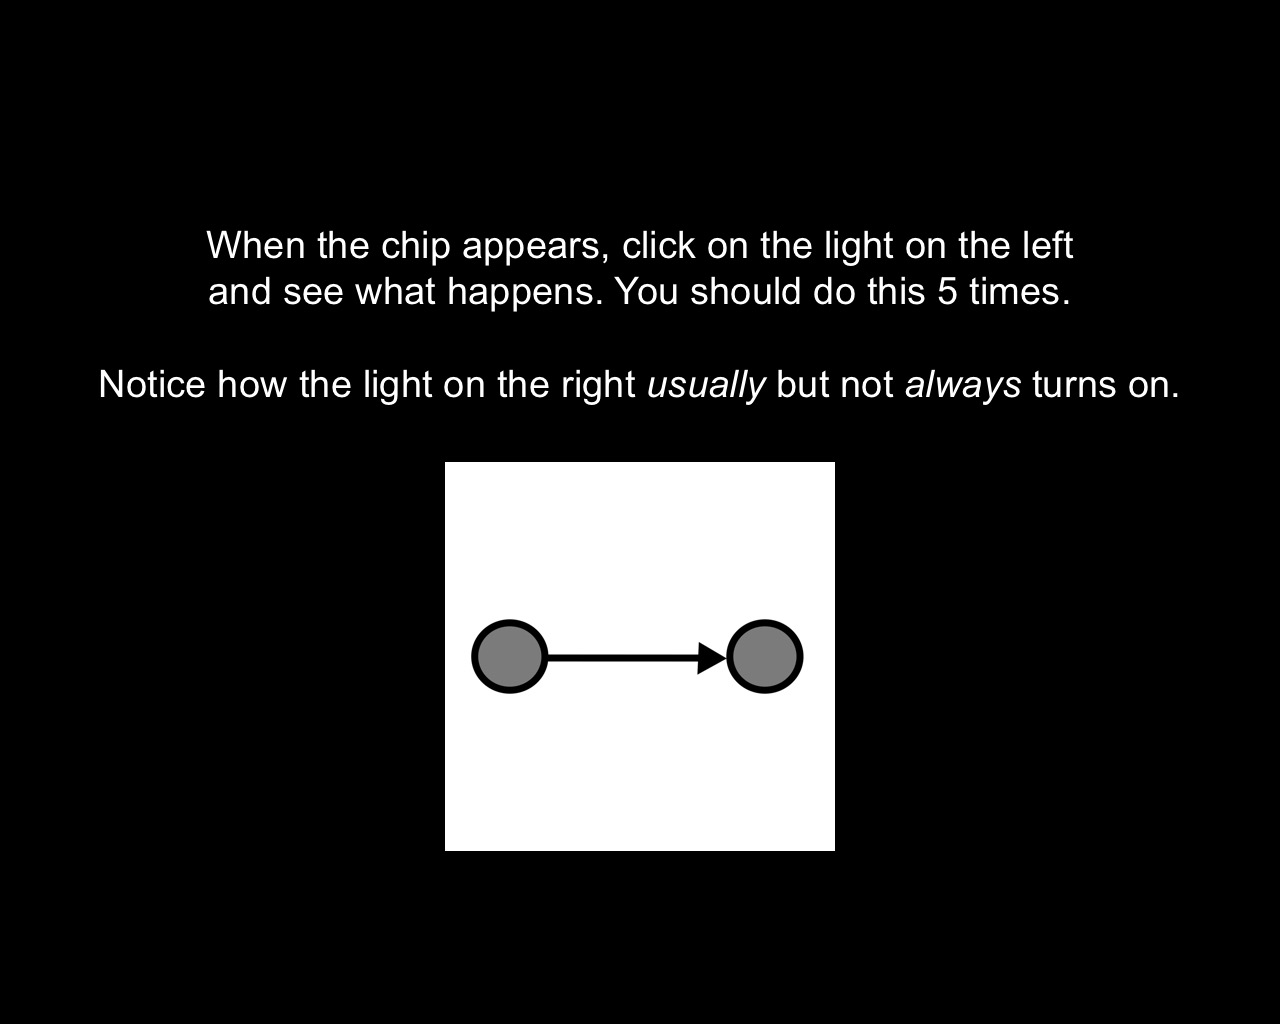 When the chip appears, click on the light on the left
and see what happens. You should do this 5 times.
Notice how the light on the right usually but not always turns on.